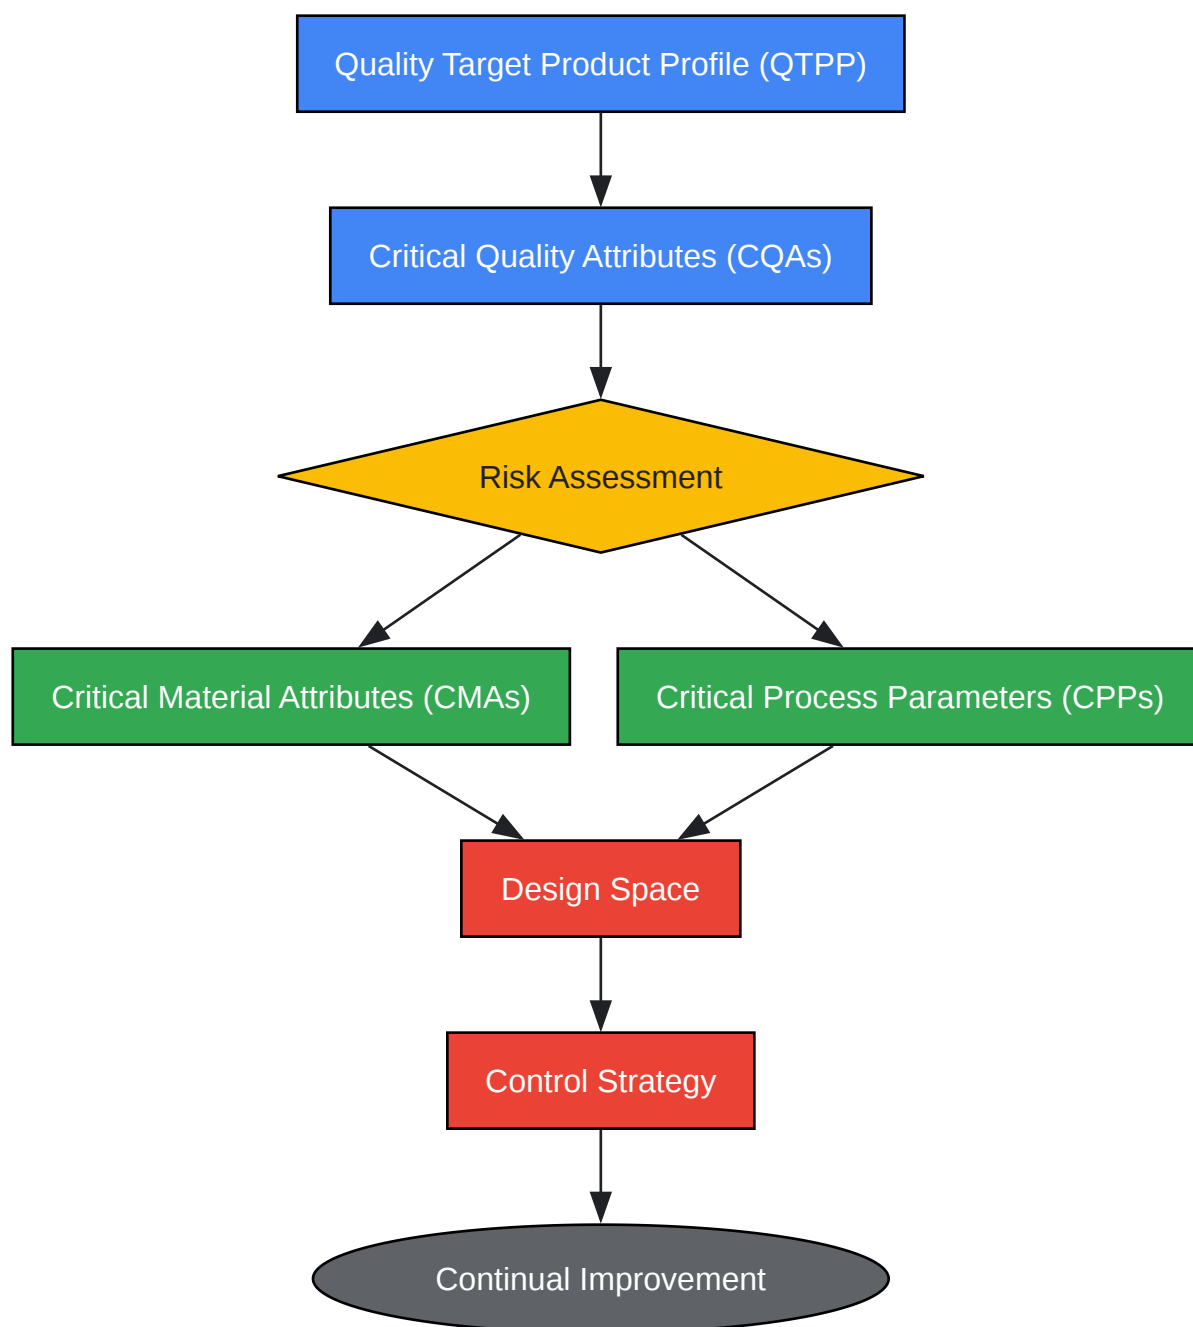 Quality Target Product Profile (QTPP)
Critical Quality Attributes (CQAs)
Risk Assessment
Critical Material Attributes (CMAs)
Critical Process Parameters (CPPs)
Design Space
Control Strategy
Continual Improvement